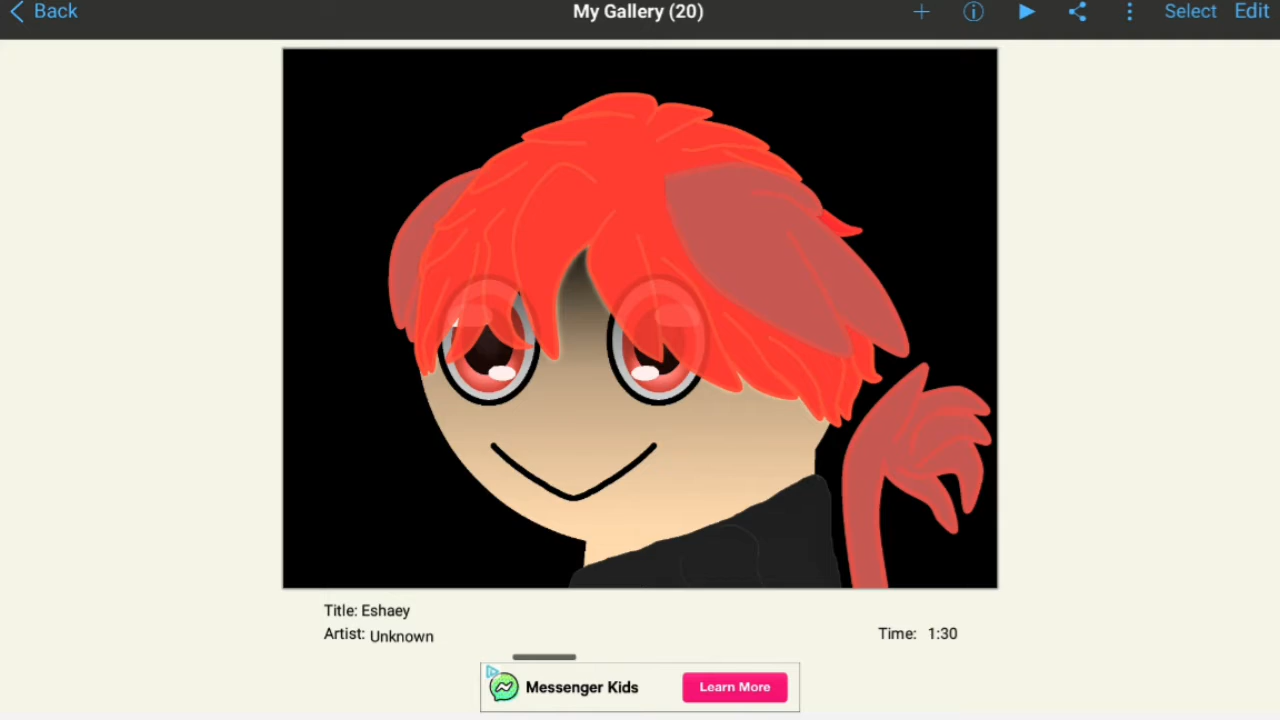 Back
My Gallery (20)
Select
Edit
Title: Eshaey
Artist: Unknown
Time: 1:30
Messenger Kids
Learn More